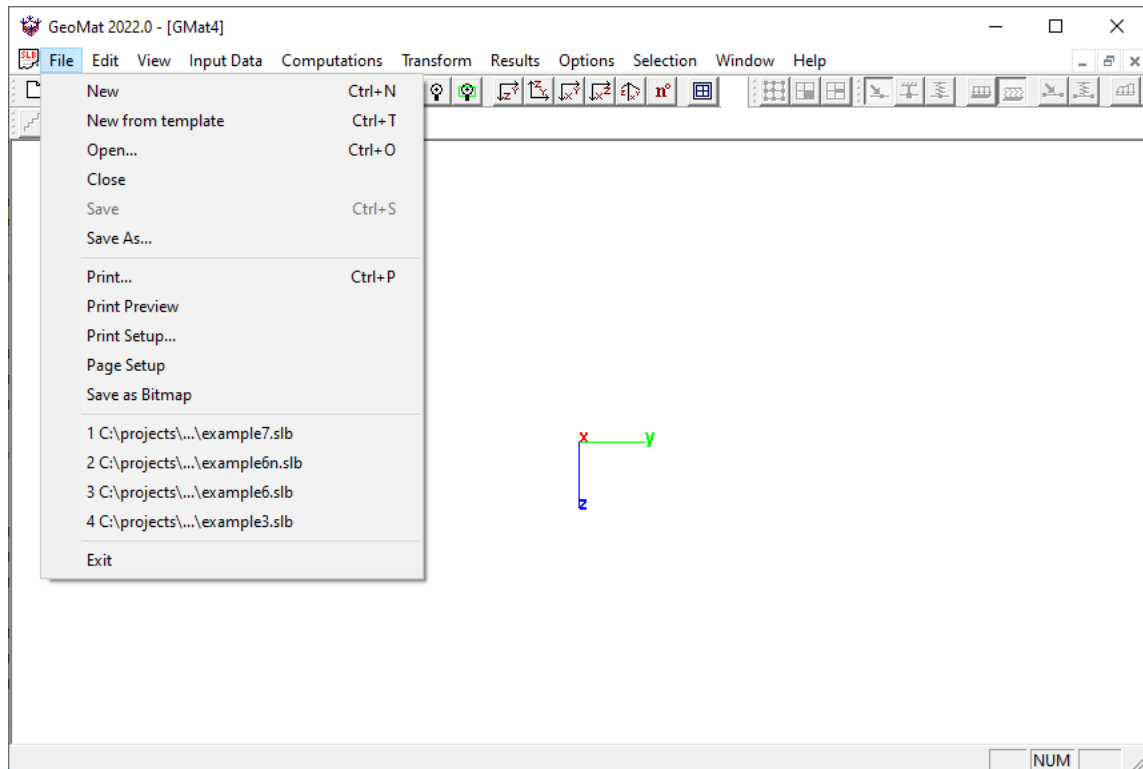 GeoMat 2022.0 - [GMat4]
SLB File Edit View Input Data Computations Transform Results Options Selection Window Help
New Ctrl+N
New from template Ctrl+T
Open... Ctrl+O
Close
Save Ctrl+S
Save As...
Print... Ctrl+P
Print Preview
Print Setup...
Page Setup
Save as Bitmap
1 C:\projects\...\example7.slb
2 C:\projects\...\example6n.slb
3 C:\projects\...\example6.slb
4 C:\projects\...\example3.slb
Exit
n°
x y
z
NUM